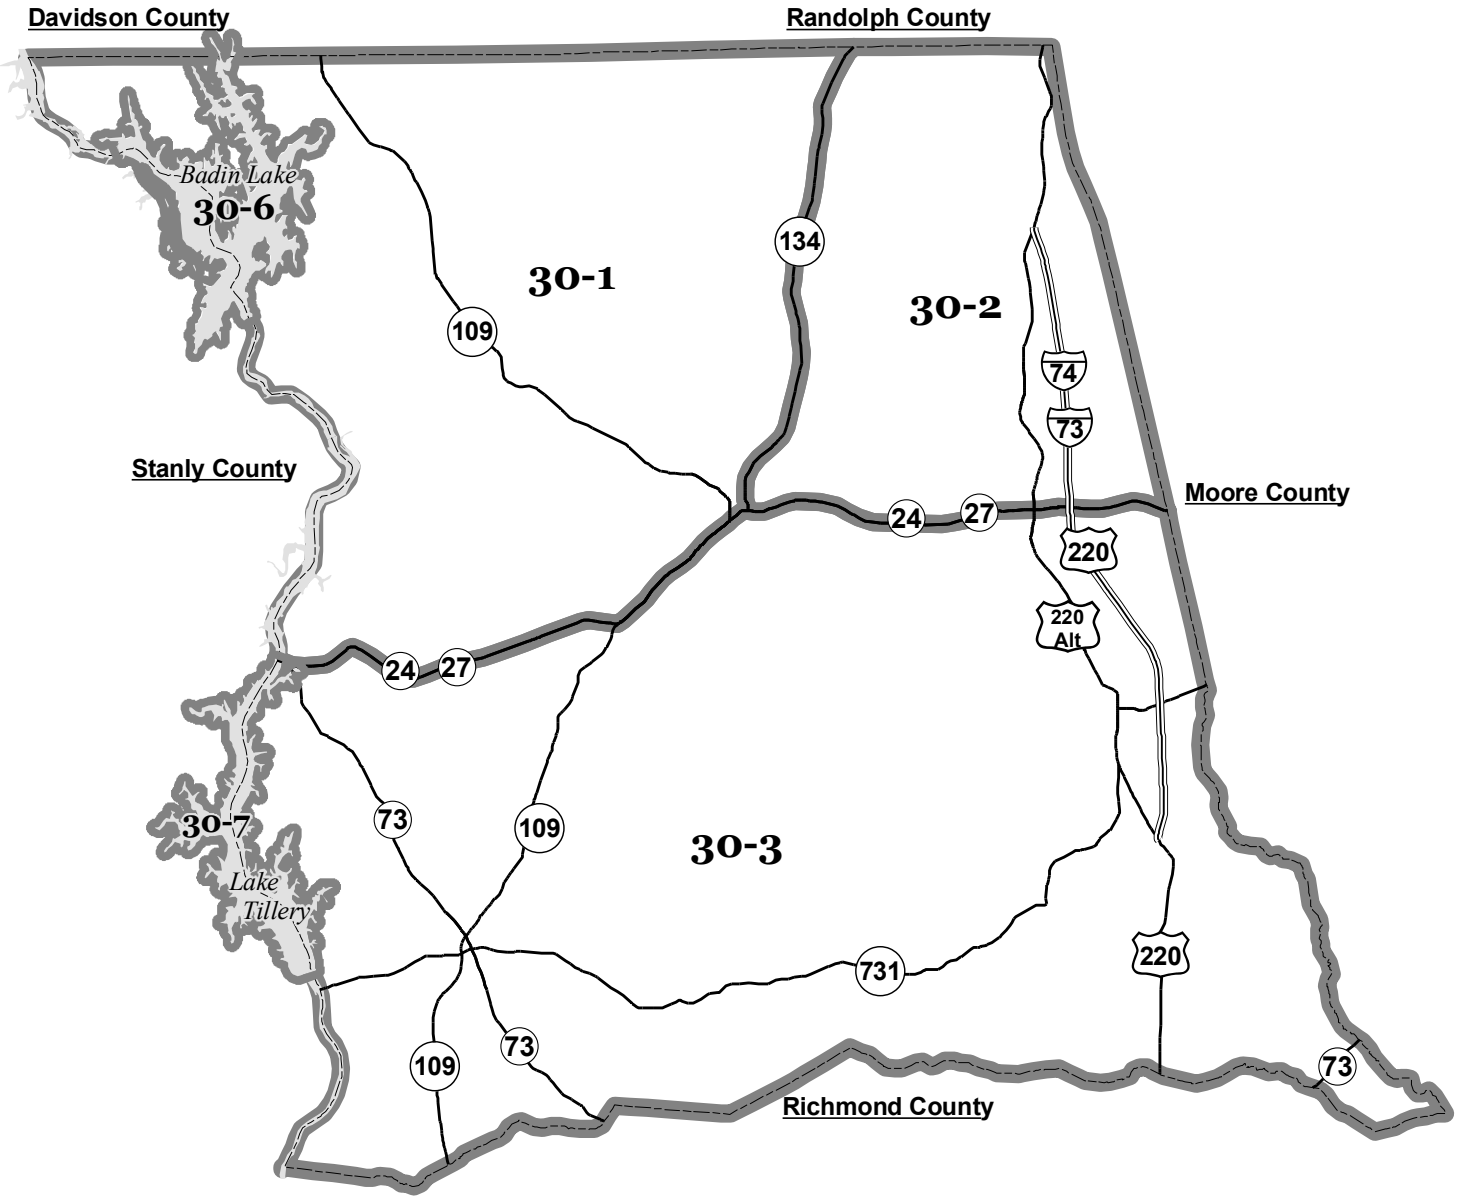 Davidson County
Randolph County
Badin Lake
30-6
134
30-1
30-2
109
74
73
Stanly County
Moore County
24
27
220
220
Alt
24
27
73
109
30-7
30-3
Lake
Tillery
220
731
73
109
73
Richmond County